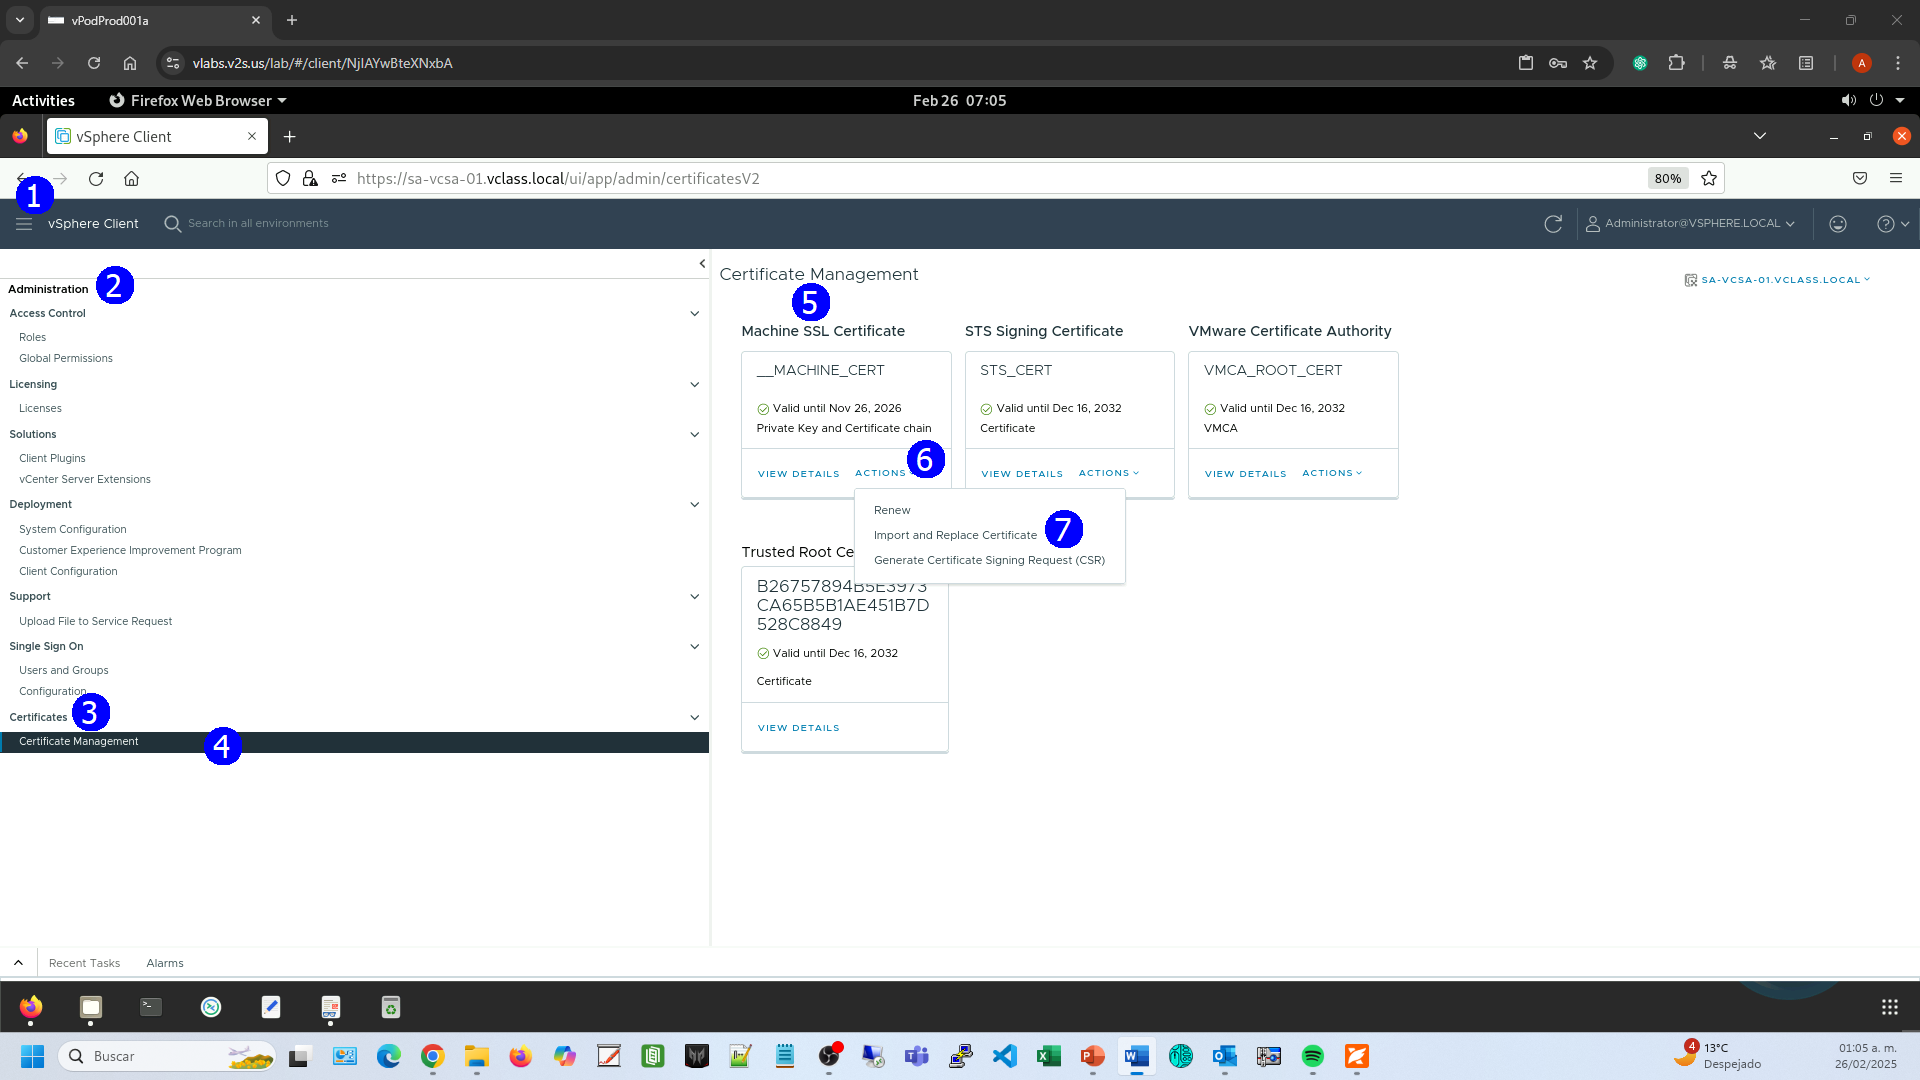 vPodProd001a
vlabs.v2s.us/lab/#/client/
A
Activities
Firefox Web Browser
Feb 26 07:05
vSphere Client
https://sa-vcsa-01.vclass.local/ui/app/admin/certificatesV2
80%
1
vSphere Client
Search in all environments
Administrator@VSPHERE.LOCAL
Administration
2
Access Control
Roles
Global Permissions
Licensing
Licenses
Solutions
Client Plugins
vCenter Server Extensions
Deployment
System Configuration
Customer Experience Improvement Program
Client Configuration
Support
Upload File to Service Request
Single Sign On
Users and Groups
Configuration
Certificates
3
Certificate Management
4
Certificate Management
SA-VCSA-01.VCLASS.LOCAL
5
Machine SSL Certificate
__MACHINE_CERT
Valid until Nov 26, 2026
Private Key and Certificate chain
VIEW DETAILS
ACTIONS
6
STS Signing Certificate
STS_CERT
Valid until Dec 16, 2032
Certificate
VIEW DETAILS
ACTIONS
VMware Certificate Authority
VMCA_ROOT_CERT
Valid until Dec 16, 2032
VMCA
VIEW DETAILS
ACTIONS
Renew
Import and Replace Certificate
7
Generate Certificate Signing Request (CSR)
Trusted Root Ce
B26757894B5E3973
CA65B5B1AE451B7D
528C8849
Valid until Dec 16, 2032
Certificate
VIEW DETAILS
Recent Tasks
Alarms
Buscar
4
13°C
Despejado
01:05 a. m.
26/02/2025